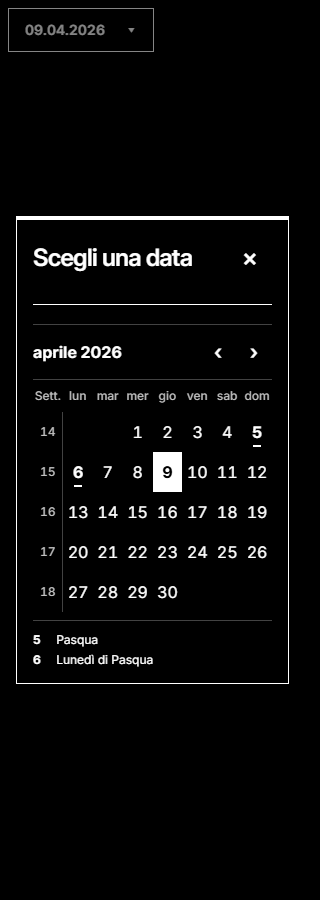 09.04.2026 ▾
Scegli una data ×
aprile 2026 ‹ ›
Sett. lun mar mer gio ven sab dom
14 1 2 3 4 5
15 6 7 8 9 10 11 12
16 13 14 15 16 17 18 19
17 20 21 22 23 24 25 26
18 27 28 29 30
5 Pasqua
6 Lunedì di Pasqua